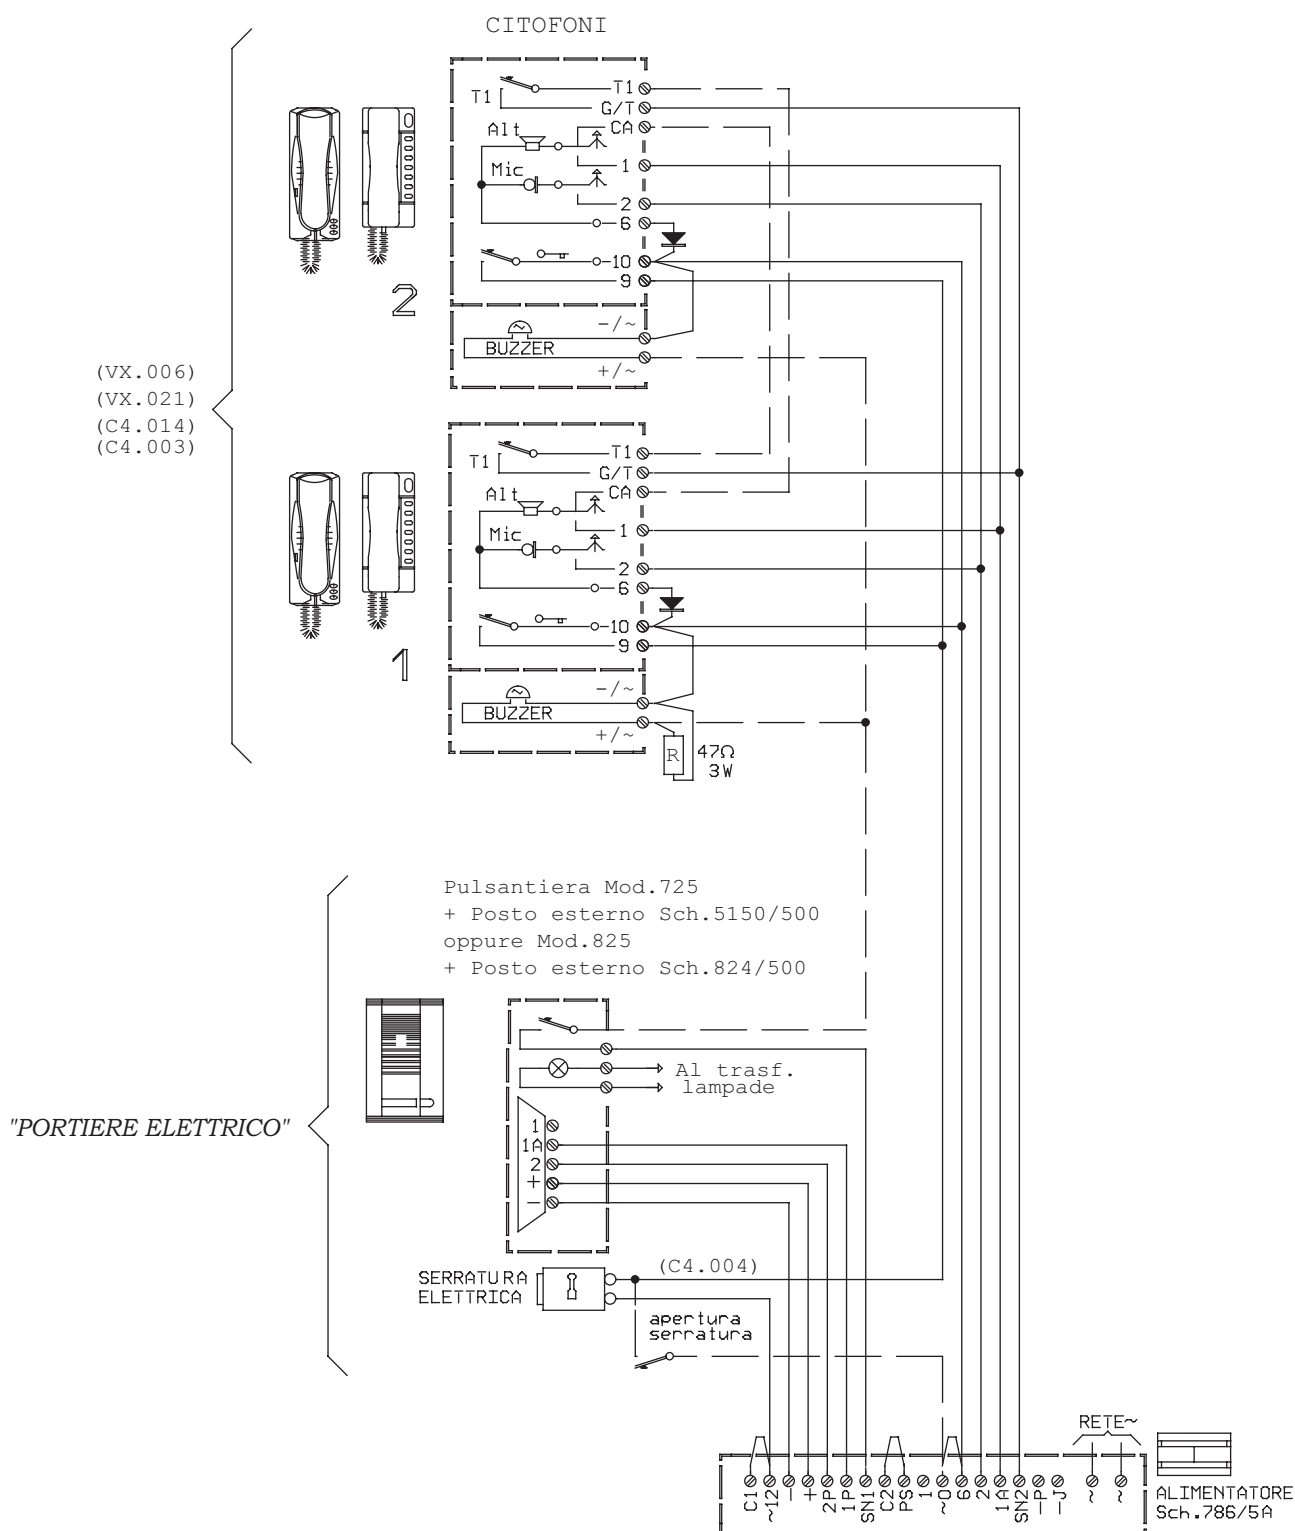 CITOFONI
T1
T1
G/T
CA
Alt
1
Mic
2
6
10
9
2
-/~
BUZZER
+/~
(VX.006)
(VX.021)
(C4.014)
(C4.003)
T1
T1
G/T
CA
Alt
1
Mic
2
6
10
9
1
-/~
BUZZER
+/~
R
47Ω
3W
Pulsantiera Mod.725
+ Posto esterno Sch.5150/500
oppure Mod.825
+ Posto esterno Sch.824/500
Al trasf.
lampade
"PORTIERE ELETTRICO"
1
1A
2
+
-
(C4.004)
SERRATURA
ELETTRICA
apertura
serratura
RETE~
C1
~12
-
+
2P
1P
SN1
C2
PS
1
~0
6
2
1A
SN2
-P
-J
~
~
ALIMENTATORE
Sch.786/5A